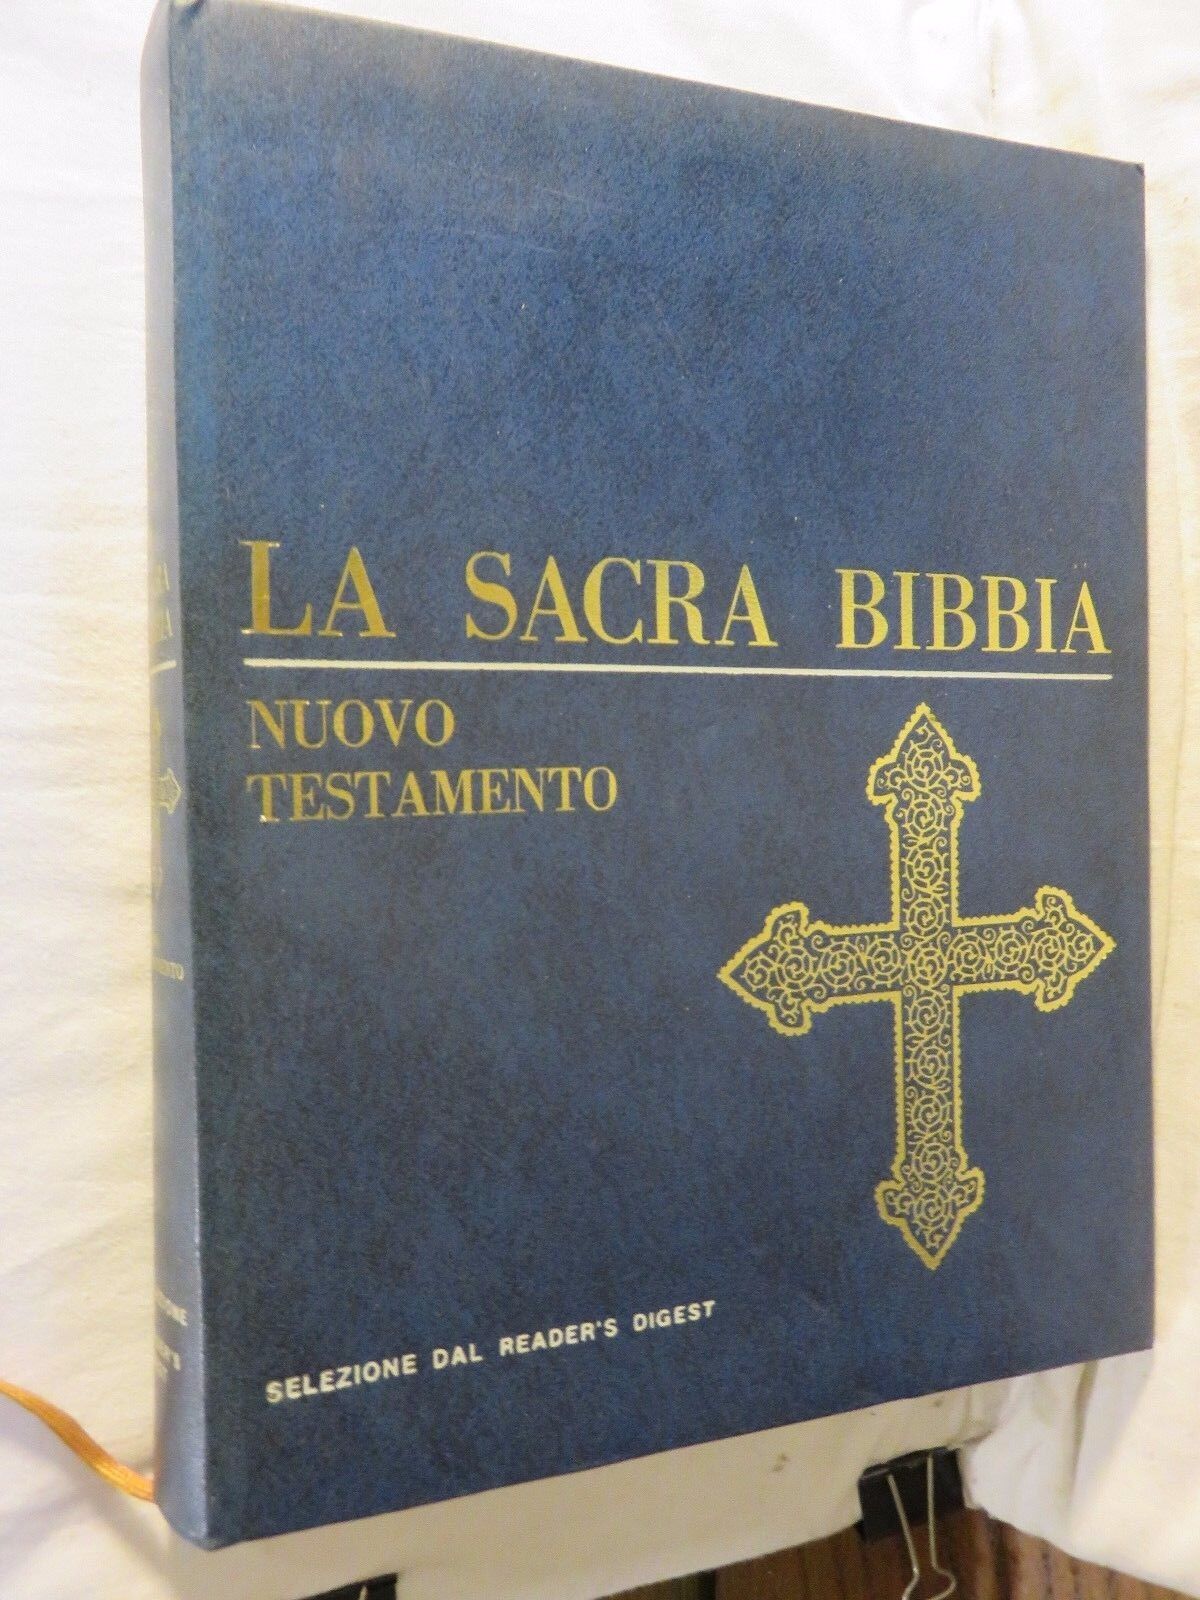 LA SACRA BIBBIA
NUOVO
TESTAMENTO
SELEZIONE DAL READER'S DIGEST